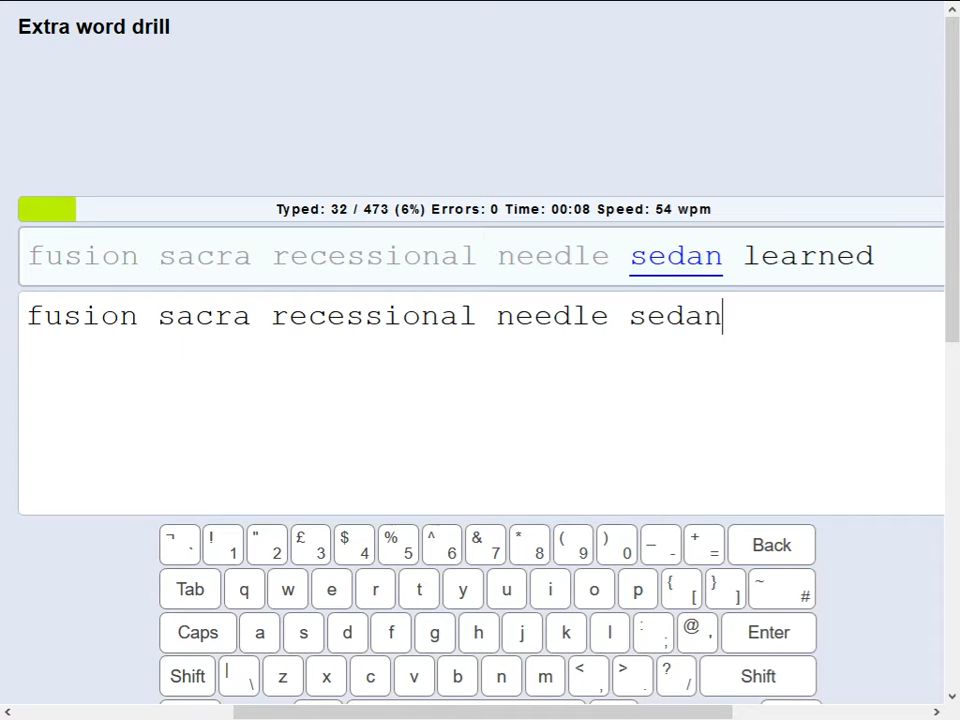 Extra word drill
Typed: 32 / 473 (6%) Errors: 0 Time: 00:08 Speed: 54 wpm
fusion sacra recessional needle sedan learned
fusion sacra recessional needle sedan
¬ ` ! 1 " 2 £ 3 $ 4 % 5 ^ 6 & 7 * 8 ( 9 ) 0 _ - + = Back
Tab q w e r t y u i o p { [ } ] ~ #
Caps a s d f g h j k l : ; @ , Enter
Shift | \ z x c v b n m < , > . ? / Shift